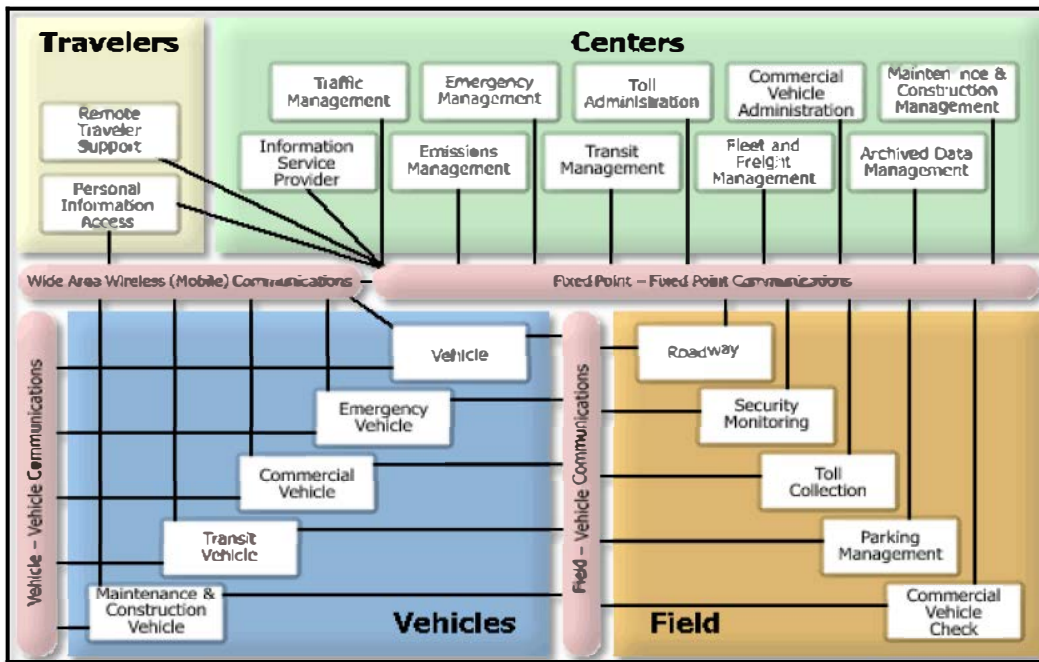 Travelers
Remote
Traveler
Support
Personal
Information
Access
Centers
Traffic
Management
Emergency
Management
Toll
Administration
Commercial
Vehicle
Administration
Maintenance &
Construction
Management
Information
Service
Provider
Emissions
Management
Transit
Management
Fleet and
Freight
Management
Archived Data
Management
Wide Area Wireless (Mobile) Communications
Fixed Point – Fixed Point Communications
Vehicle – Vehicle Communications
Vehicle
Emergency
Vehicle
Commercial
Vehicle
Transit
Vehicle
Maintenance &
Construction
Vehicle
Vehicles
Field – Vehicle Communications
Roadway
Security
Monitoring
Toll
Collection
Parking
Management
Commercial
Vehicle
Check
Field